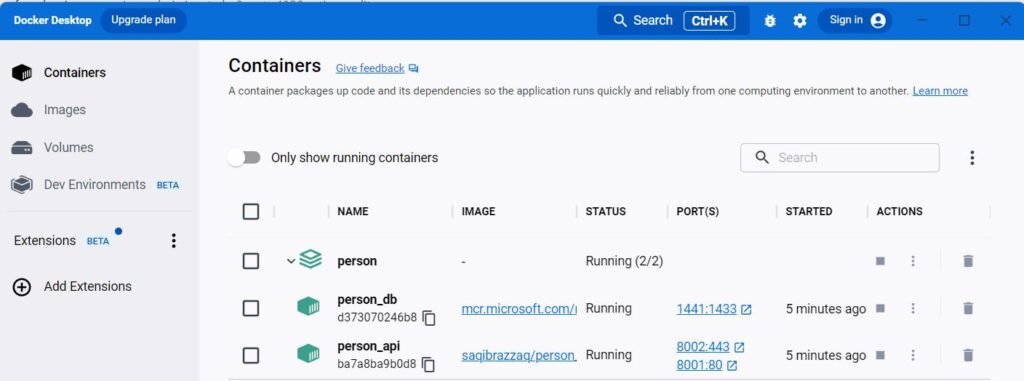 Docker Desktop Upgrade plan Search Ctrl+K Sign in
Containers
Images
Volumes
Dev Environments BETA
Extensions BETA
Add Extensions
Containers Give feedback
A container packages up code and its dependencies so the application runs quickly and reliably from one computing environment to another. Learn more
Only show running containers Search
NAME IMAGE STATUS PORT(S) STARTED ACTIONS
person - Running (2/2)
person_db mcr.microsoft.com/ Running 1441:1433 5 minutes ago
d373070246b8
person_api saqibrazzaq/person_ Running 8002:443 5 minutes ago
ba7a8ba9b0d8 8001:80